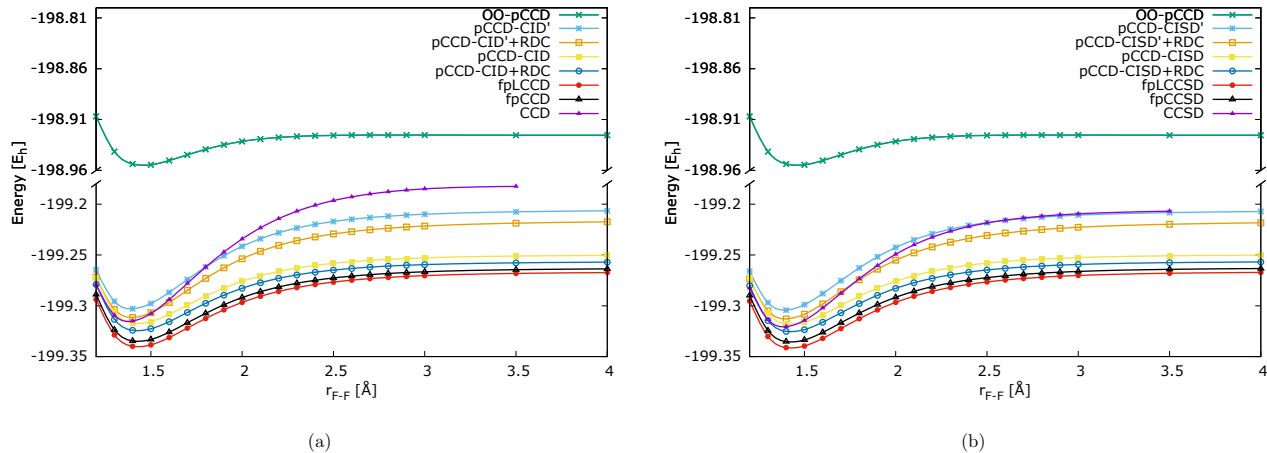 -198.81
-198.86
-198.91
-198.96
-199.2
-199.25
-199.3
-199.35
Energy [Eh]
1.5
2
2.5
3
3.5
4
rF-F [Å]
OO-pCCD
pCCD-CID'
pCCD-CID'+RDC
pCCD-CID
pCCD-CID+RDC
fpLCCD
fpCCD
CCD
(a)
-198.81
-198.86
-198.91
-198.96
-199.2
-199.25
-199.3
-199.35
Energy [Eh]
1.5
2
2.5
3
3.5
4
rF-F [Å]
OO-pCCD
pCCD-CISD'
pCCD-CISD'+RDC
pCCD-CISD
pCCD-CISD+RDC
fpLCCSD
fpCCSD
CCSD
(b)